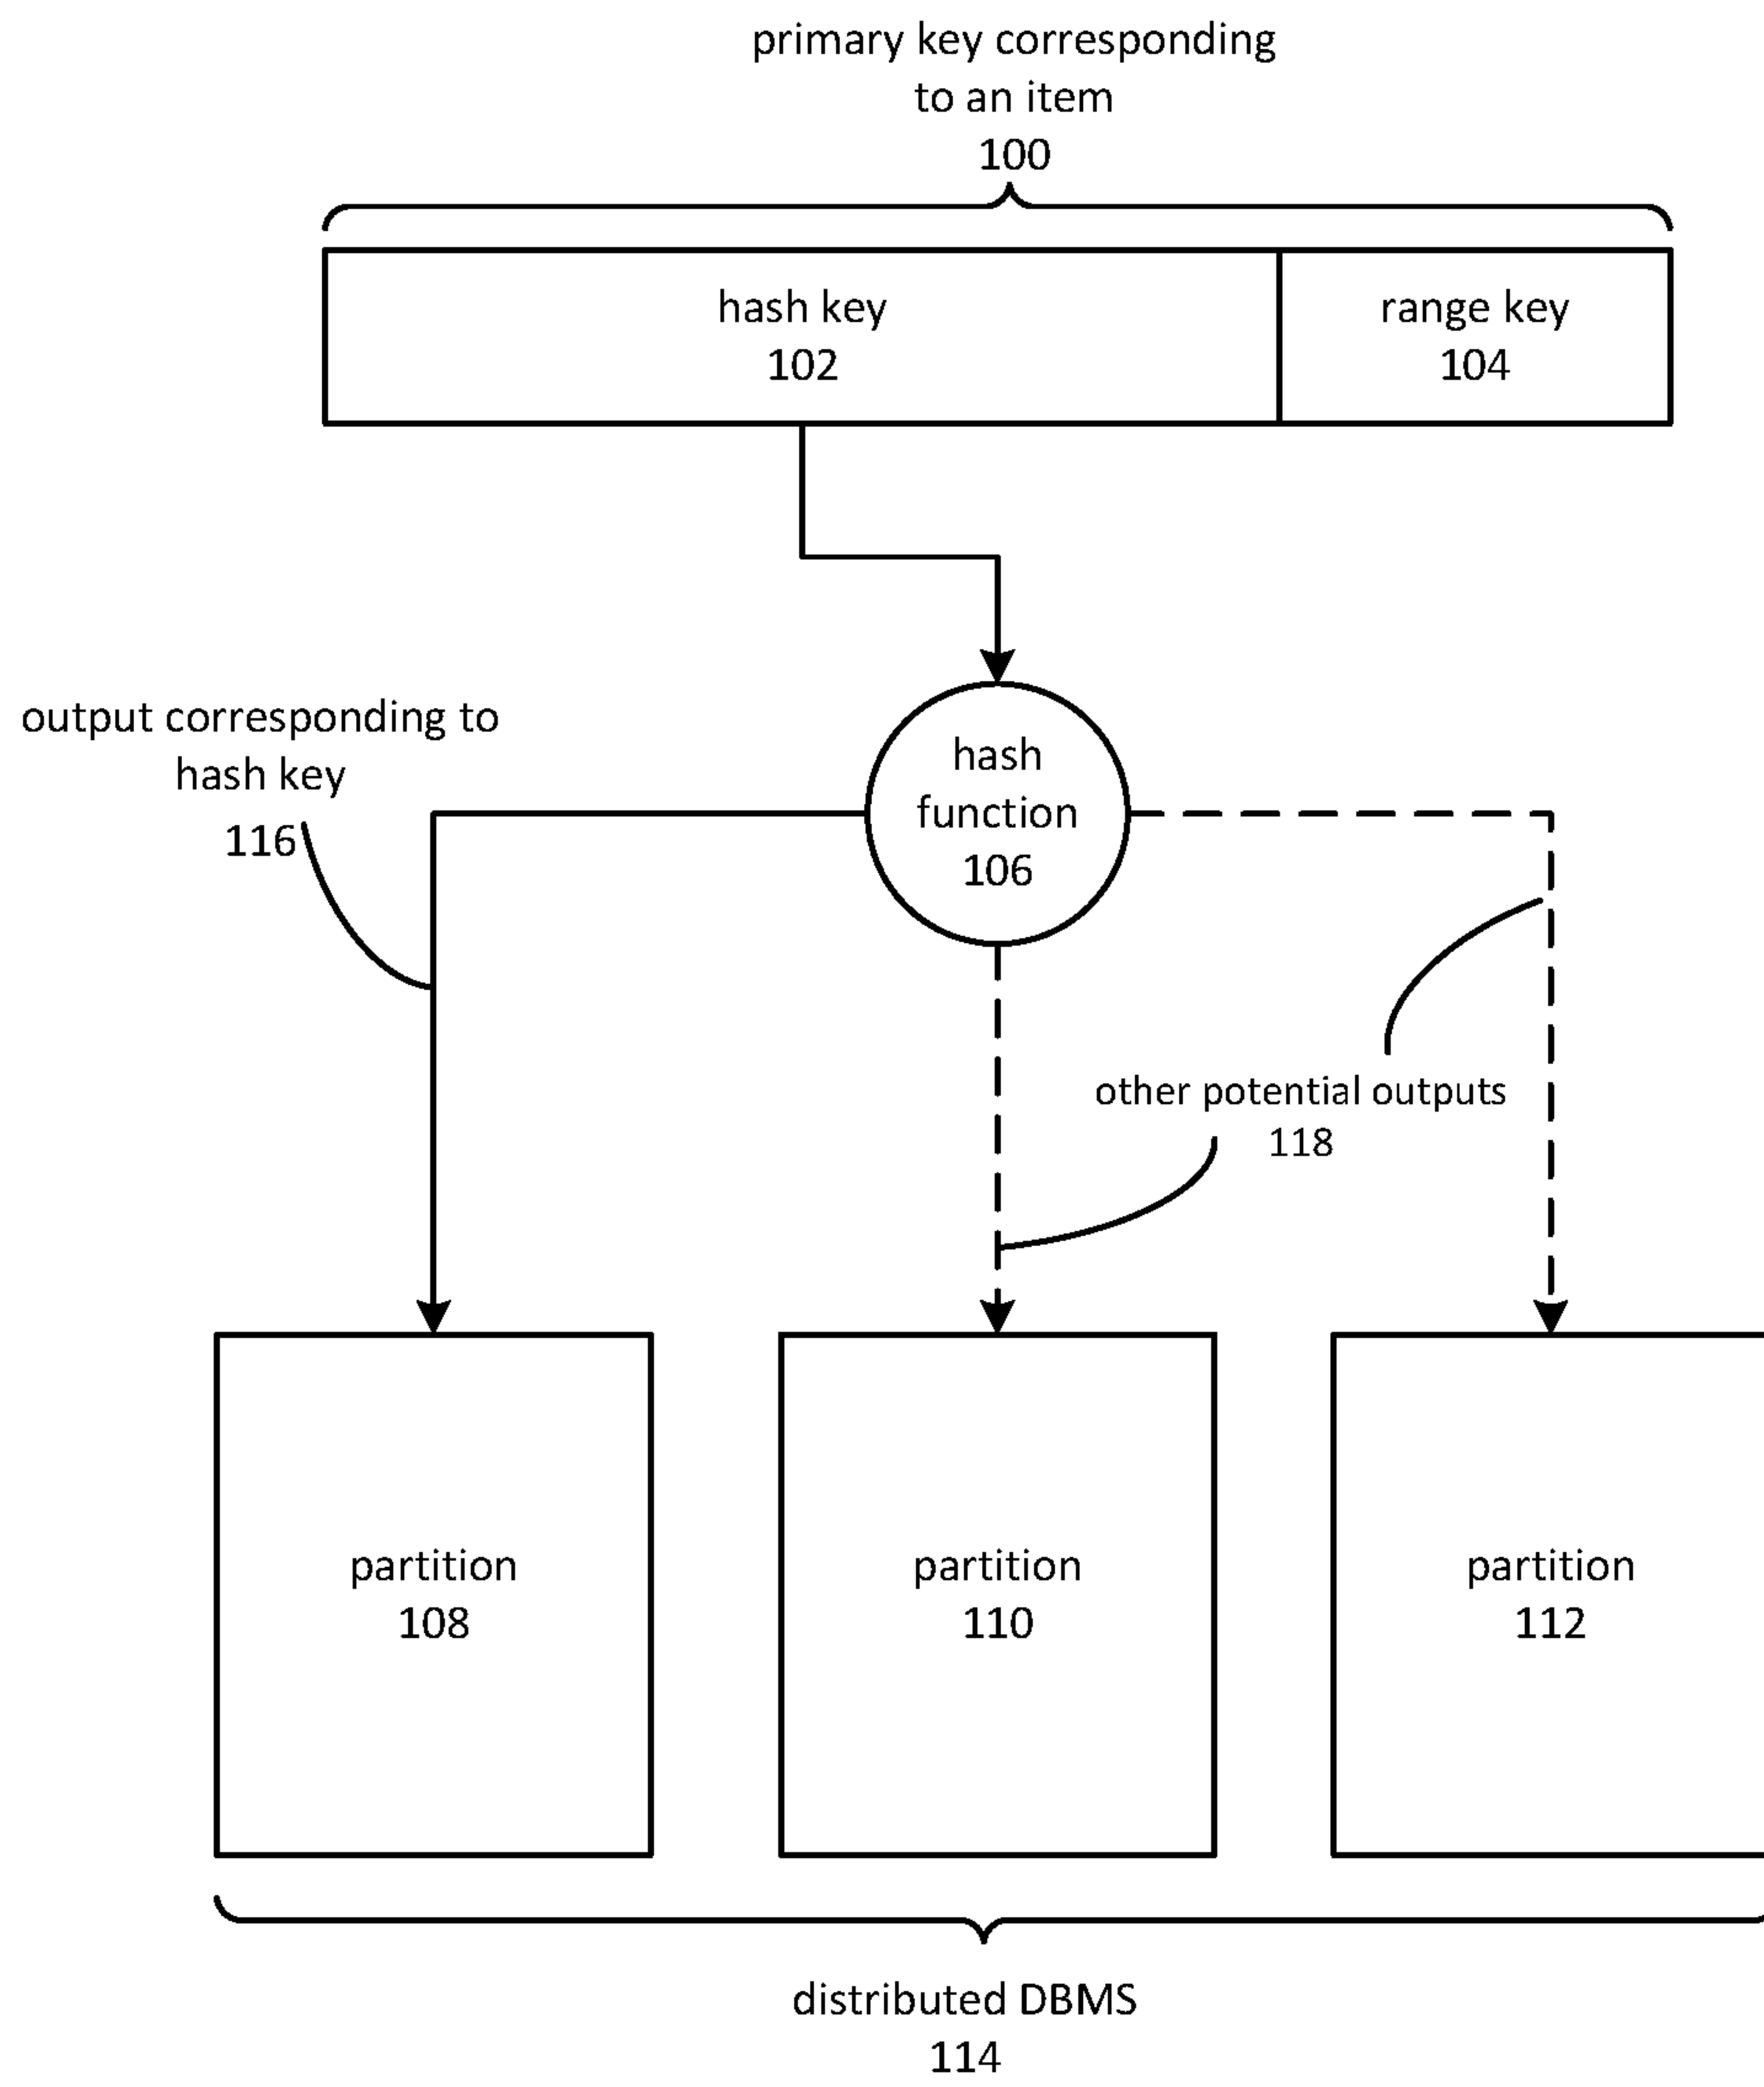 primary key corresponding
to an item
100
hash key
102
range key
104
output corresponding to
hash key
116
hash
function
106
other potential outputs
118
partition
108
partition
110
partition
112
distributed DBMS
114